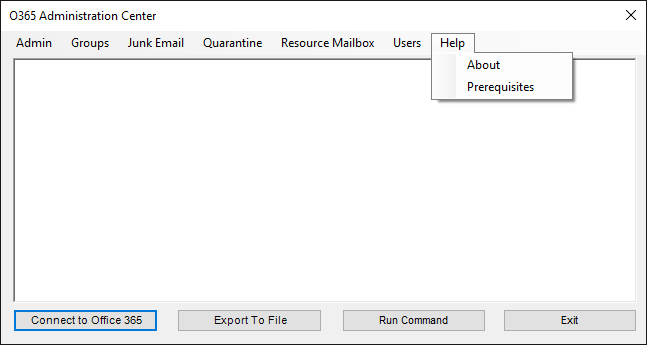 O365 Administration Center
Admin Groups Junk Email Quarantine Resource Mailbox Users Help
About
Prerequisites
Connect to Office 365 Export To File Run Command Exit